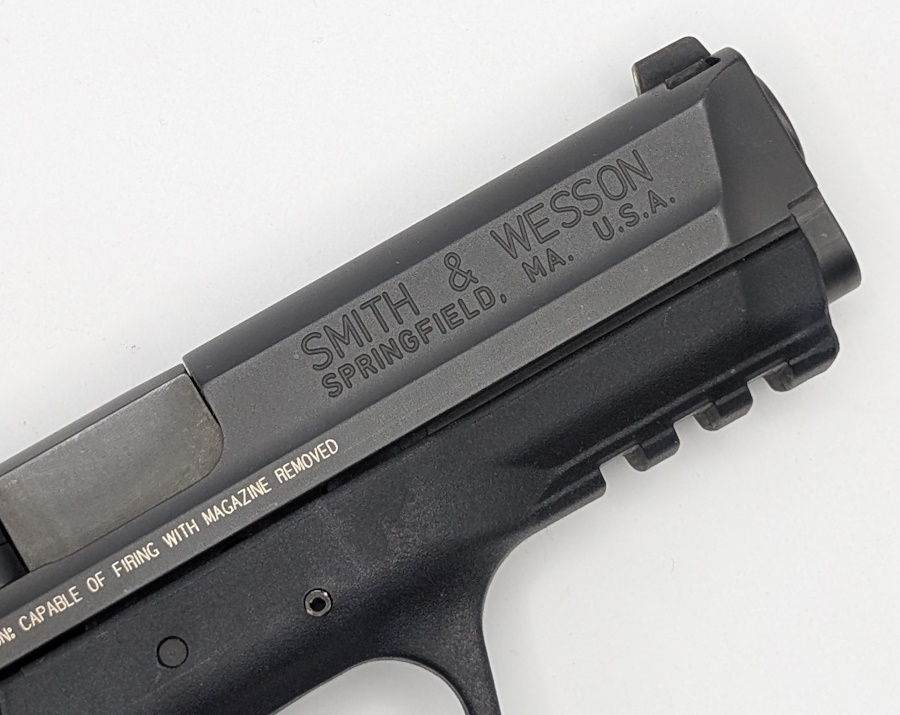 SMITH & WESSON
SPRINGFIELD, MA. U.S.A.
CAPABLE OF FIRING WITH MAGAZINE REMOVED